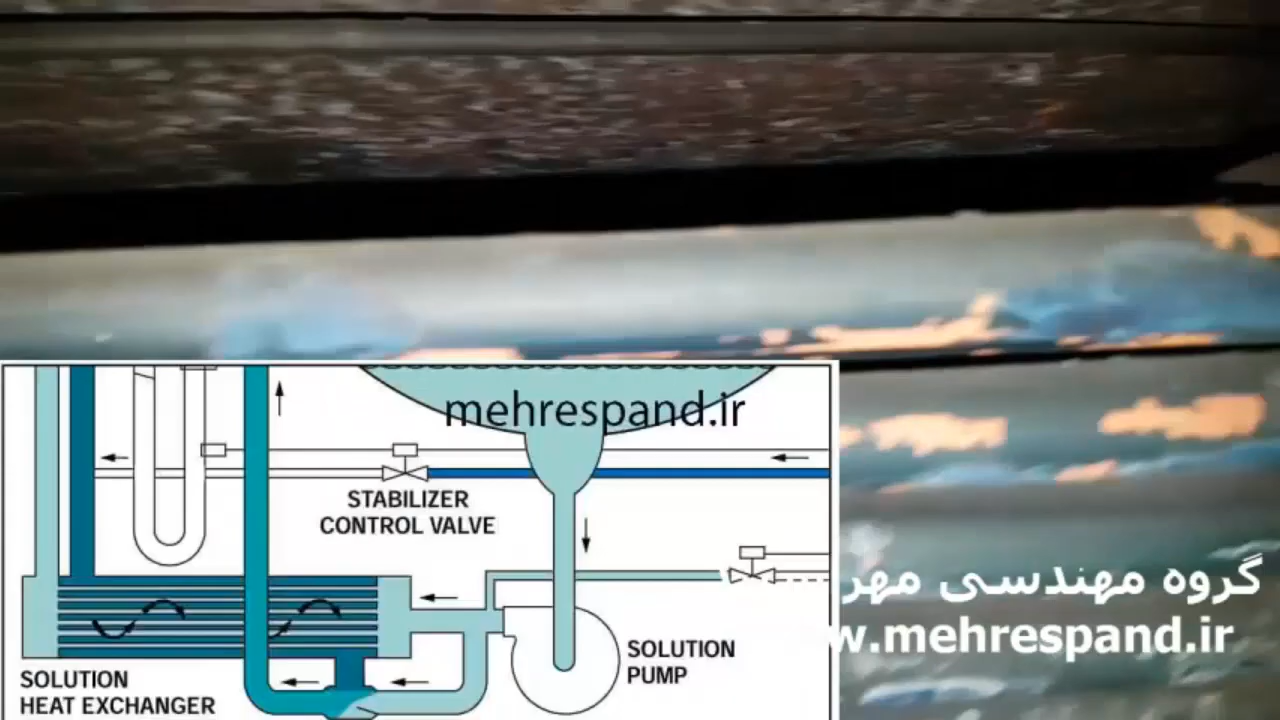 mehrespand.ir
STABILIZER
CONTROL VALVE
SOLUTION
PUMP
SOLUTION
HEAT EXCHANGER
گروه مهندسی مهر
w.mehrespand.ir